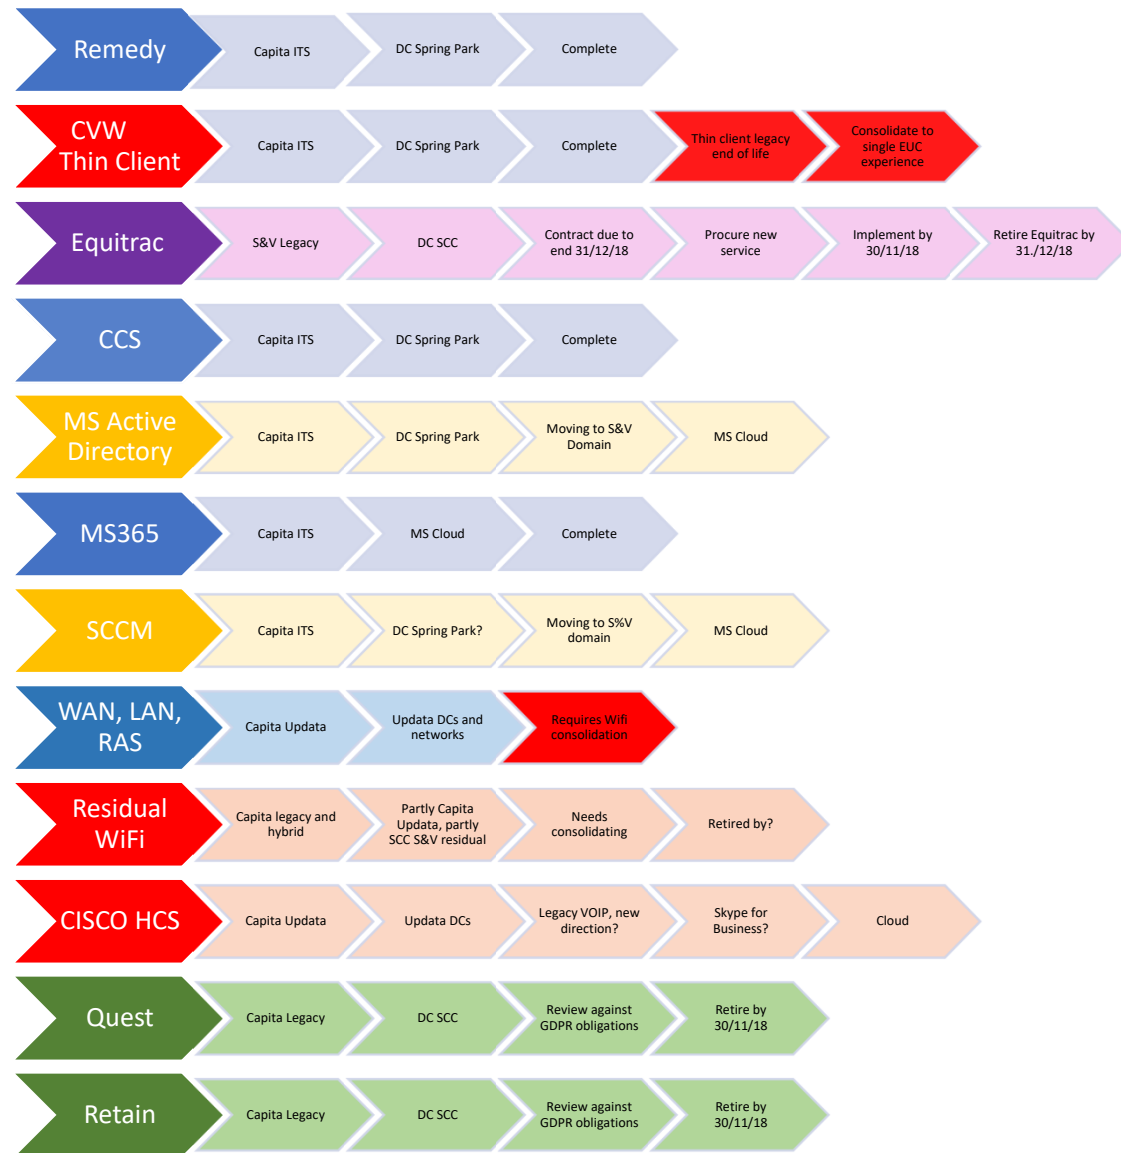 Remedy
Capita ITS
DC Spring Park
Complete
CVW
Thin Client
Capita ITS
DC Spring Park
Complete
Thin client legacy
end of life
Consolidate to
single EUC
experience
Equitrac
S&V Legacy
DC SCC
Contract due to
end 31/12/18
Procure new
service
Implement by
30/11/18
Retire Equitrac by
31./12/18
CCS
Capita ITS
DC Spring Park
Complete
MS Active
Directory
Capita ITS
DC Spring Park
Moving to S&V
Domain
MS Cloud
MS365
Capita ITS
MS Cloud
Complete
SCCM
Capita ITS
DC Spring Park?
Moving to S%V
domain
MS Cloud
WAN, LAN,
RAS
Capita Updata
Updata DCs and
networks
Requires Wifi
consolidation
Residual
WiFi
Capita legacy and
hybrid
Partly Capita
Updata, partly
SCC S&V residual
Needs
consolidating
Retired by?
CISCO HCS
Capita Updata
Updata DCs
Legacy VOIP, new
direction?
Skype for
Business?
Cloud
Quest
Capita Legacy
DC SCC
Review against
GDPR obligations
Retire by
30/11/18
Retain
Capita Legacy
DC SCC
Review against
GDPR obligations
Retire by
30/11/18